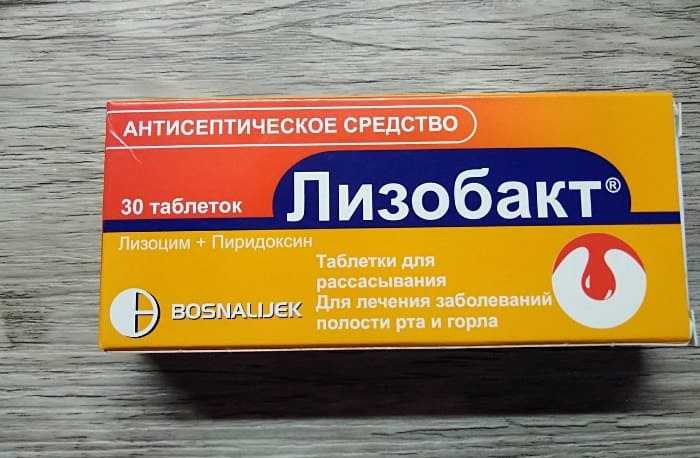 АНТИСЕПТИЧЕСКОЕ СРЕДСТВО
30 таблеток
Лизобакт®
Лизоцим + Пиридоксин
Таблетки для
рассасывания
Для лечения заболеваний
полости рта и горла
BOSNALIJEK